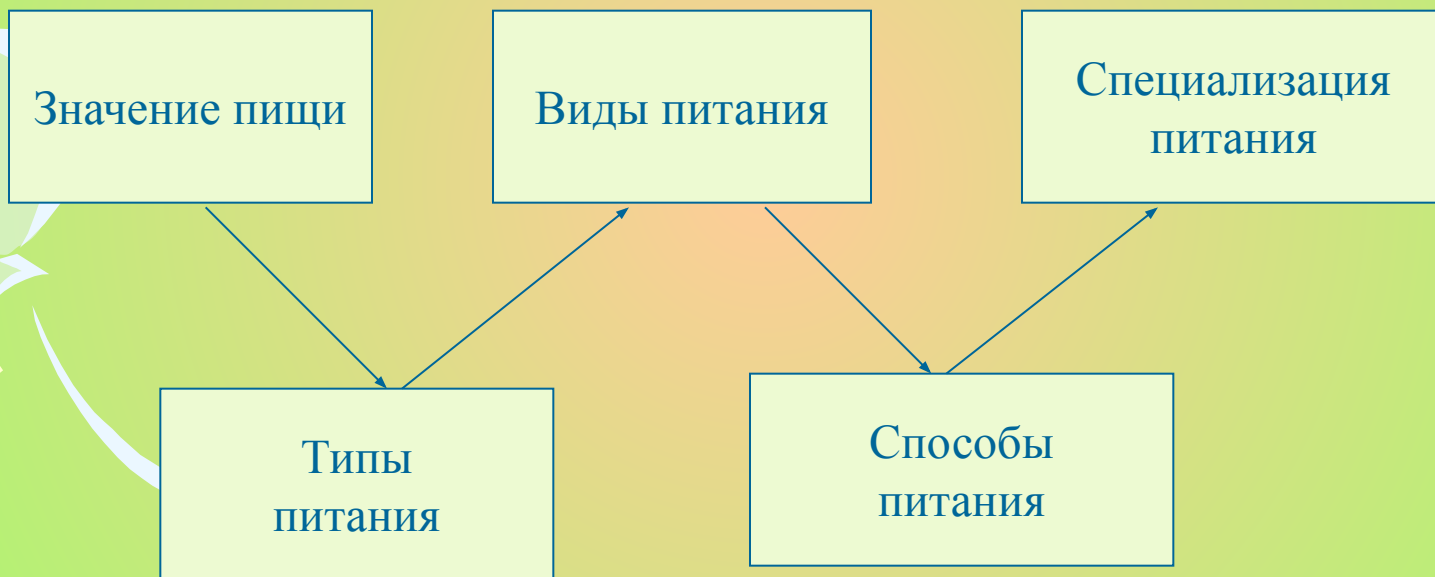 Значение пищи
Виды питания
Специализация
питания
Типы
питания
Способы
питания